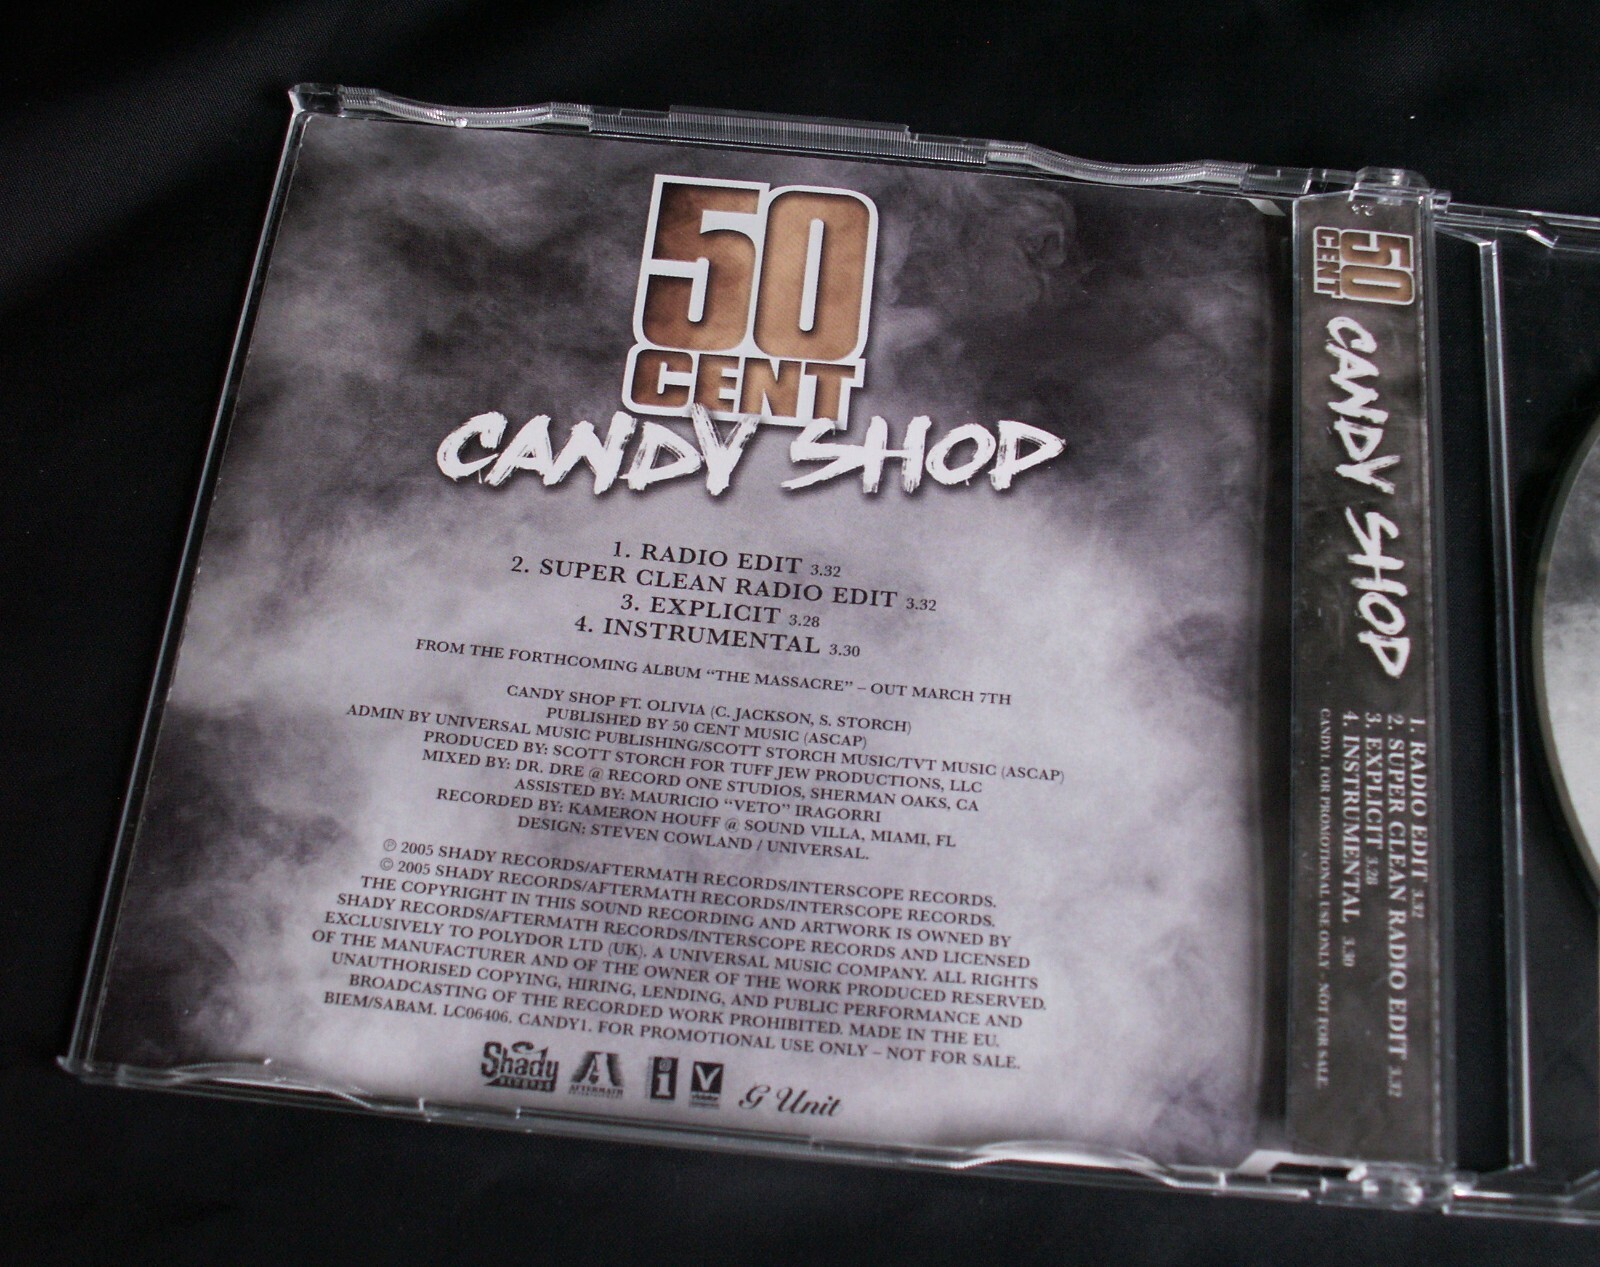 50
CENT
CANDY SHOP
1. RADIO EDIT 3.32
2. SUPER CLEAN RADIO EDIT 3.32
3. EXPLICIT 3.28
4. INSTRUMENTAL 3.30
FROM THE FORTHCOMING ALBUM “THE MASSACRE” – OUT MARCH 7TH
CANDY SHOP FT. OLIVIA (C. JACKSON, S. STORCH)
PUBLISHED BY 50 CENT MUSIC (ASCAP)
ADMIN BY UNIVERSAL MUSIC PUBLISHING/SCOTT STORCH MUSIC/TVT MUSIC (ASCAP)
PRODUCED BY: SCOTT STORCH FOR TUFF JEW PRODUCTIONS, LLC
MIXED BY: DR. DRE @ RECORD ONE STUDIOS, SHERMAN OAKS, CA
ASSISTED BY: MAURICIO “VETO” IRAGORRI
RECORDED BY: KAMERON HOUFF @ SOUND VILLA, MIAMI, FL
DESIGN: STEVEN COWLAND / UNIVERSAL.
℗ 2005 SHADY RECORDS/AFTERMATH RECORDS/INTERSCOPE RECORDS.
© 2005 SHADY RECORDS/AFTERMATH RECORDS/INTERSCOPE RECORDS.
THE COPYRIGHT IN THIS SOUND RECORDING AND ARTWORK IS OWNED BY
SHADY RECORDS/AFTERMATH RECORDS/INTERSCOPE RECORDS AND LICENSED
EXCLUSIVELY TO POLYDOR LTD (UK). A UNIVERSAL MUSIC COMPANY. ALL RIGHTS
OF THE MANUFACTURER AND OF THE OWNER OF THE WORK PRODUCED RESERVED.
UNAUTHORISED COPYING, HIRING, LENDING, AND PUBLIC PERFORMANCE AND
BROADCASTING OF THE RECORDED WORK PROHIBITED. MADE IN THE EU.
BIEM/SABAM. LC06406. CANDY1. FOR PROMOTIONAL USE ONLY – NOT FOR SALE.
Shady
RECORDS
AFTERMATH
i
G Unit
50
CENT
CANDY SHOP
1. RADIO EDIT 3.32
2. SUPER CLEAN RADIO EDIT 3.32
3. EXPLICIT 3.28
4. INSTRUMENTAL 3.30
CANDY1. FOR PROMOTIONAL USE ONLY – NOT FOR SALE.